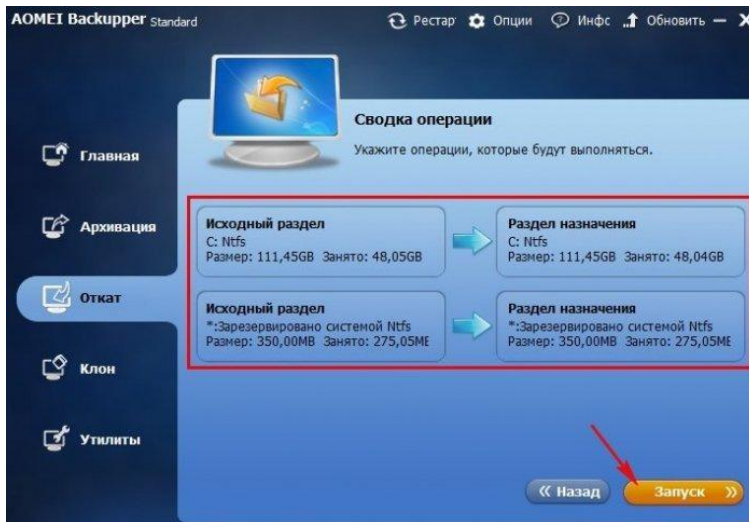 AOMEI Backupper Standard
Рестар Опции Инфс Обновить
Сводка операции
Укажите операции, которые будут выполняться.
Главная
Архивация
Откат
Клон
Утилиты
Исходный раздел
C: Ntfs
Размер: 111,45GB Занято: 48,05GB
Раздел назначения
C: Ntfs
Размер: 111,45GB Занято: 48,04GB
Исходный раздел
*:Зарезервировано системой Ntfs
Размер: 350,00MB Занято: 275,05ME
Раздел назначения
*:Зарезервировано системой Ntfs
Размер: 350,00MB Занято: 275,05ME
« Назад
Запуск »